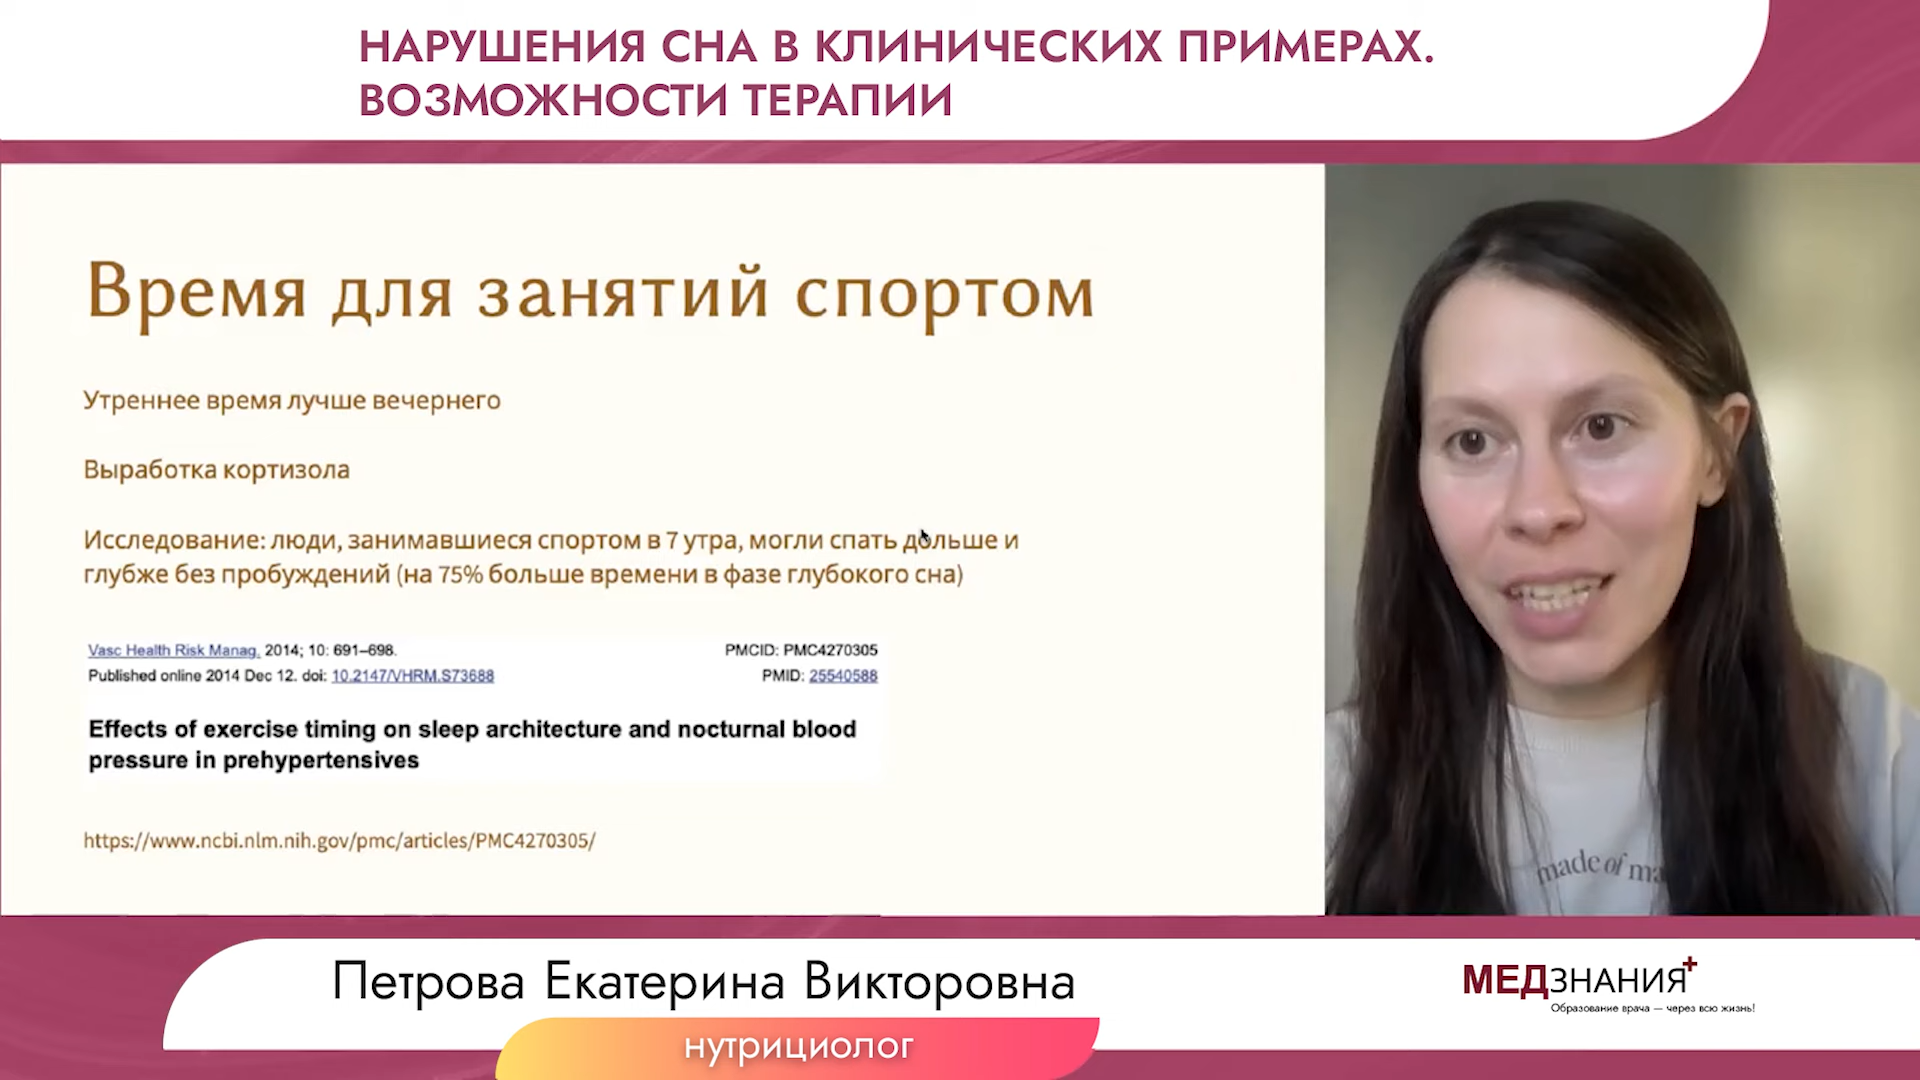 НАРУШЕНИЯ СНА В КЛИНИЧЕСКИХ ПРИМЕРАХ.
ВОЗМОЖНОСТИ ТЕРАПИИ
Время для занятий спортом
Утреннее время лучше вечернего
Выработка кортизола
Исследование: люди, занимавшиеся спортом в 7 утра, могли спать дольше и
глубже без пробуждений (на 75% больше времени в фазе глубокого сна)
Vasc Health Risk Manag. 2014; 10: 691–698.
PMCID: PMC4270305
Published online 2014 Dec 12. doi: 10.2147/VHRM.S73688
PMID: 25540588
Effects of exercise timing on sleep architecture and nocturnal blood
pressure in prehypertensives
https://www.ncbi.nlm.nih.gov/pmc/articles/PMC4270305/
made of ma
Петрова Екатерина Викторовна
нутрициолог
МЕДЗНАНИЯ+
Образование врача — через всю жизнь!